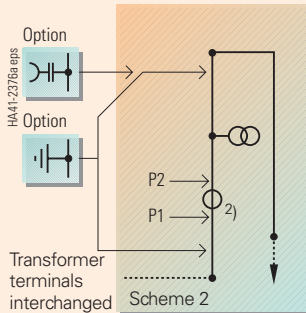 Option
HA41-2376a eps
Option
P2
2)
P1
Transformer
terminals
interchanged
Scheme 2